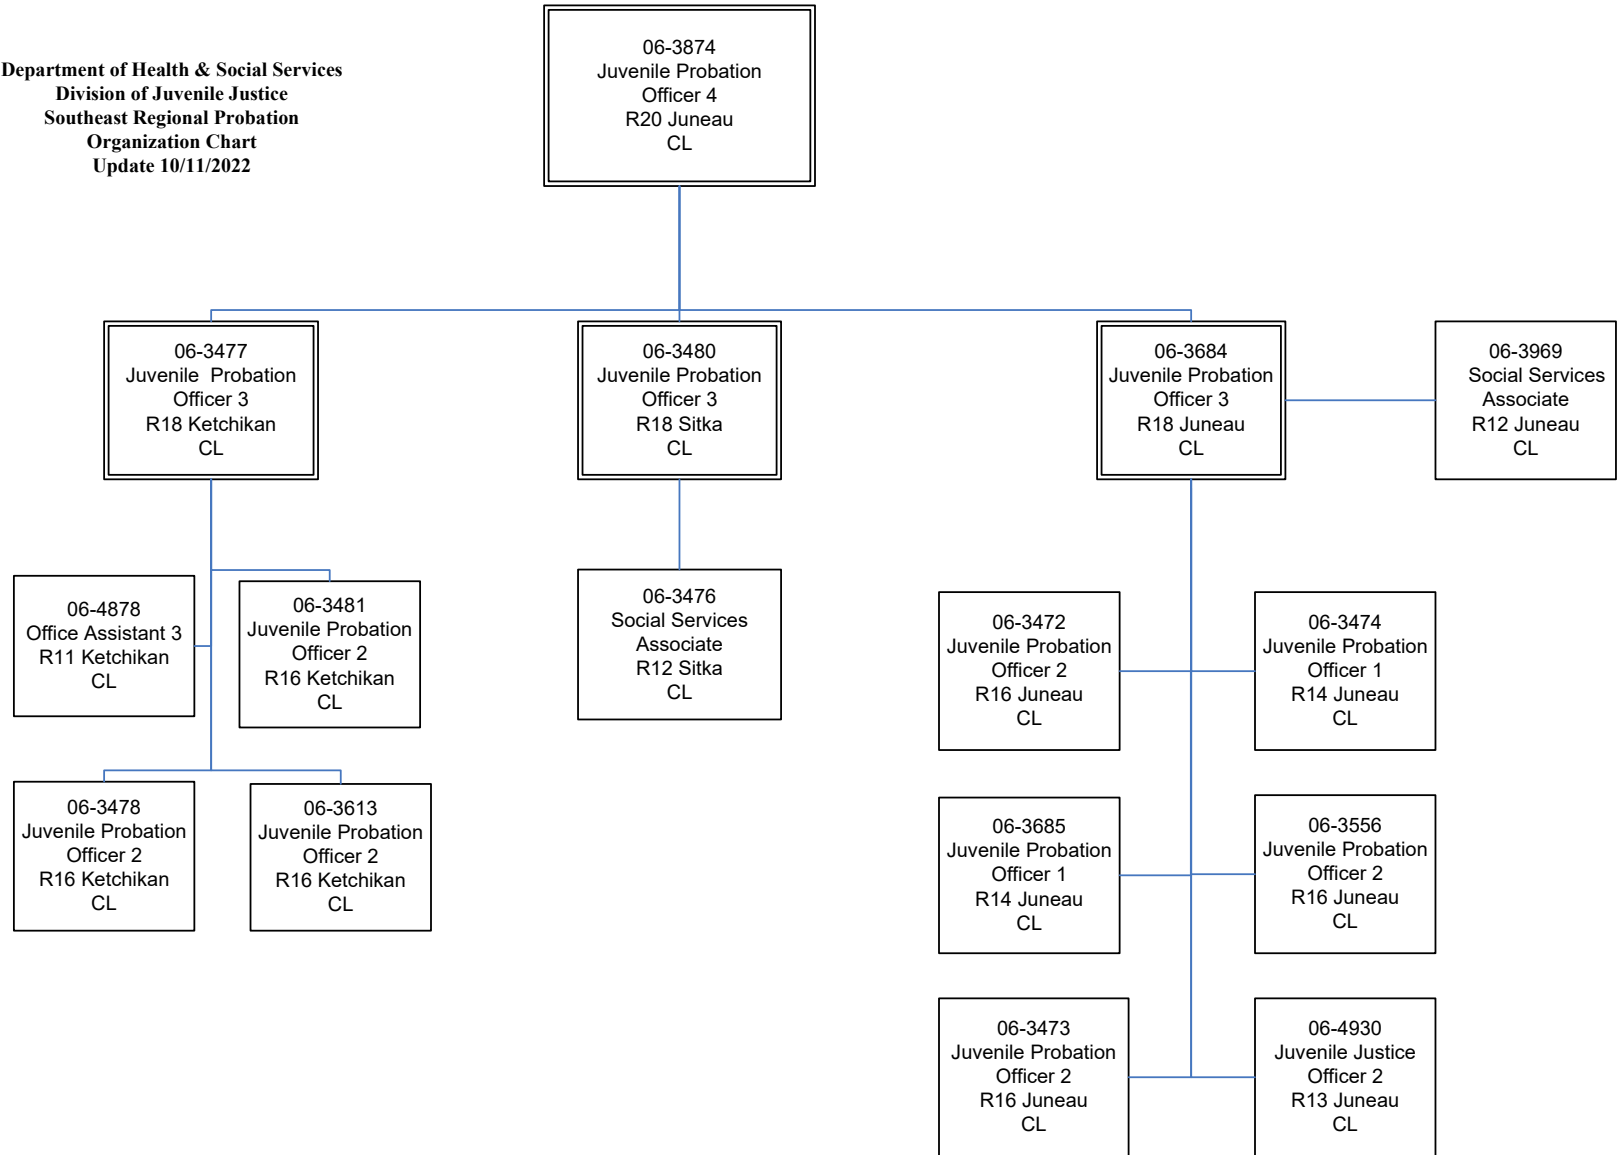 Department of Health & Social Services
Division of Juvenile Justice
Southeast Regional Probation
Organization Chart
Update 10/11/2022
06-3874
Juvenile Probation
Officer 4
R20 Juneau
CL
06-3477
Juvenile  Probation
Officer 3
R18 Ketchikan
CL
06-3480
Juvenile Probation
Officer 3
R18 Sitka
CL
06-3684
Juvenile Probation
Officer 3
R18 Juneau
CL
06-3969
Social Services
Associate
R12 Juneau
CL
06-4878
Office Assistant 3
R11 Ketchikan
CL
06-3481
Juvenile Probation
Officer 2
R16 Ketchikan
CL
06-3476
Social Services
Associate
R12 Sitka
CL
06-3472
Juvenile Probation
Officer 2
R16 Juneau
CL
06-3474
Juvenile Probation
Officer 1
R14 Juneau
CL
06-3478
Juvenile Probation
Officer 2
R16 Ketchikan
CL
06-3613
Juvenile Probation
Officer 2
R16 Ketchikan
CL
06-3685
Juvenile Probation
Officer 1
R14 Juneau
CL
06-3556
Juvenile Probation
Officer 2
R16 Juneau
CL
06-3473
Juvenile Probation
Officer 2
R16 Juneau
CL
06-4930
Juvenile Justice
Officer 2
R13 Juneau
CL